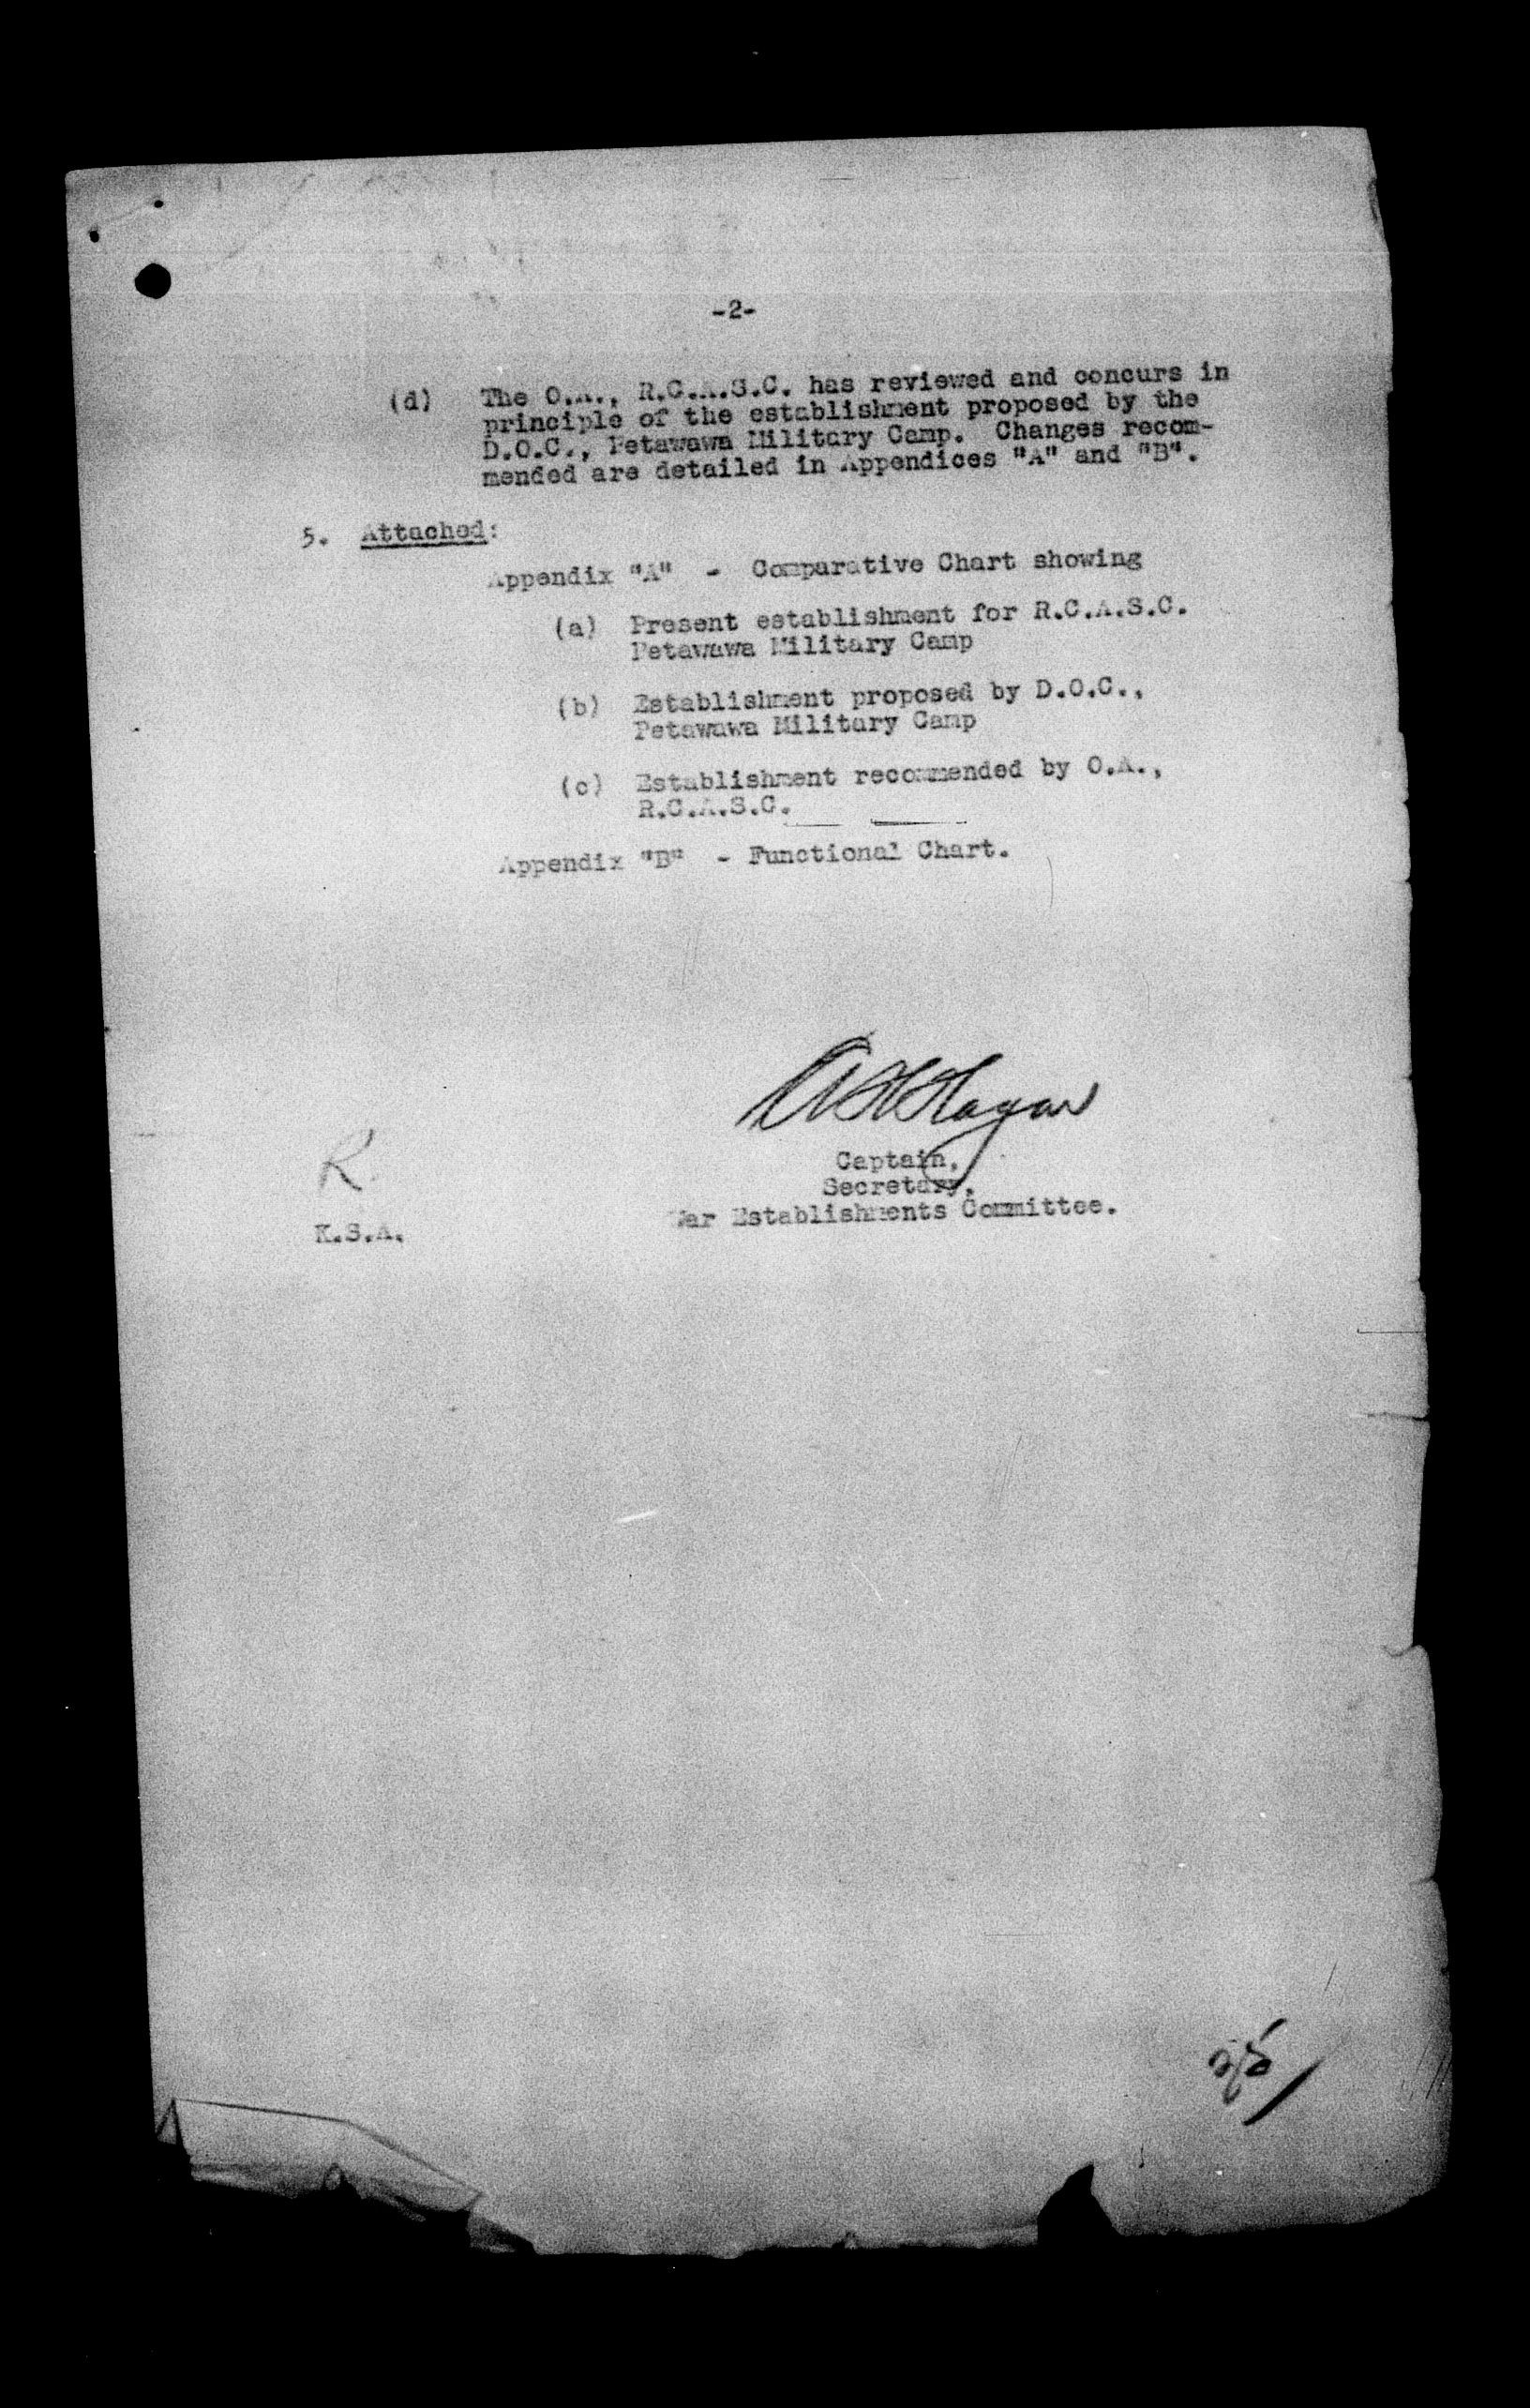 -2-
(d) The O.A., R.C.A.S.C. has reviewed and concurs in
principle of the establishment proposed by the
D.O.C., Petawawa Military Camp. Changes recom-
mended are detailed in Appendices "A" and "B".
5. Attached:
Appendix "A" - Comparative Chart showing
(a) Present establishment for R.C.A.S.C.
Petawawa Military Camp
(b) Establishment proposed by D.O.C.,
Petawawa Military Camp
(c) Establishment recommended by O.A.,
R.C.A.S.C.
Appendix "B" - Functional Chart.
R
Captain,
Secretary,
War Establishments Committee.
K.S.A.